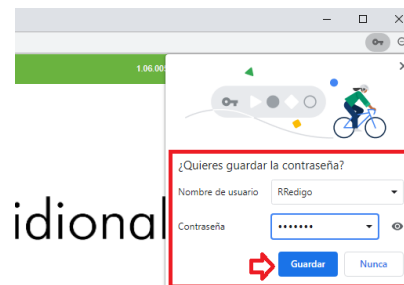 1.06.00
¿Quieres guardar la contraseña?
Nombre de usuario RRedigo
idional
Contraseña •••••••
Guardar Nunca